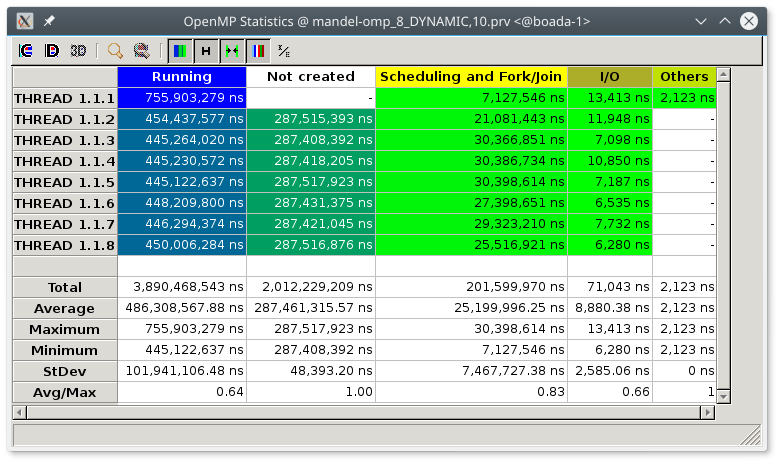 OpenMP Statistics @ mandel-omp_8_DYNAMIC,10.prv <@boada-1>
3D H
Running Not created Scheduling and Fork/Join I/O Others
THREAD 1.1.1 755,903,279 ns - 7,127,546 ns 13,413 ns 2,123 ns
THREAD 1.1.2 454,437,577 ns 287,515,393 ns 21,081,443 ns 11,948 ns -
THREAD 1.1.3 445,264,020 ns 287,408,392 ns 30,366,851 ns 7,098 ns -
THREAD 1.1.4 445,230,572 ns 287,418,205 ns 30,386,734 ns 10,850 ns -
THREAD 1.1.5 445,122,637 ns 287,517,923 ns 30,398,614 ns 7,187 ns -
THREAD 1.1.6 448,209,800 ns 287,431,375 ns 27,398,651 ns 6,535 ns -
THREAD 1.1.7 446,294,374 ns 287,421,045 ns 29,323,210 ns 7,732 ns -
THREAD 1.1.8 450,006,284 ns 287,516,876 ns 25,516,921 ns 6,280 ns -
Total 3,890,468,543 ns 2,012,229,209 ns 201,599,970 ns 71,043 ns 2,123 ns
Average 486,308,567.88 ns 287,461,315.57 ns 25,199,996.25 ns 8,880.38 ns 2,123 ns
Maximum 755,903,279 ns 287,517,923 ns 30,398,614 ns 13,413 ns 2,123 ns
Minimum 445,122,637 ns 287,408,392 ns 7,127,546 ns 6,280 ns 2,123 ns
StDev 101,941,106.48 ns 48,393.20 ns 7,467,727.38 ns 2,585.06 ns 0 ns
Avg/Max 0.64 1.00 0.83 0.66 1